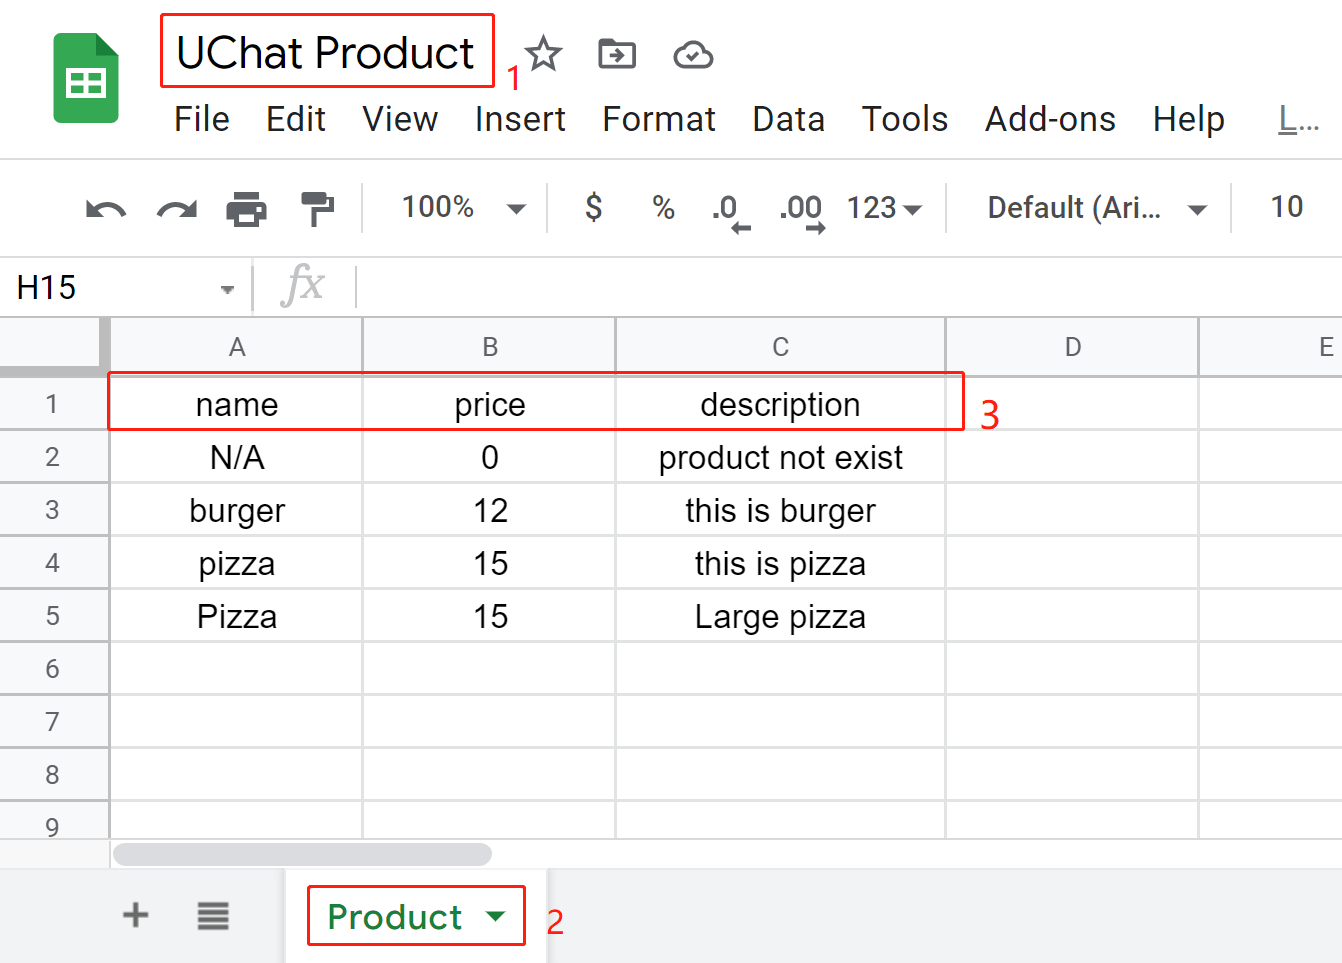 UChat Product
1
File Edit View Insert Format Data Tools Add-ons Help L...
100% $ % .0 .00 123 Default (Ari... 10
H15 fx
A B C D E
1 name price description 3
2 N/A 0 product not exist
3 burger 12 this is burger
4 pizza 15 this is pizza
5 Pizza 15 Large pizza
6
7
8
9
+ Product 2